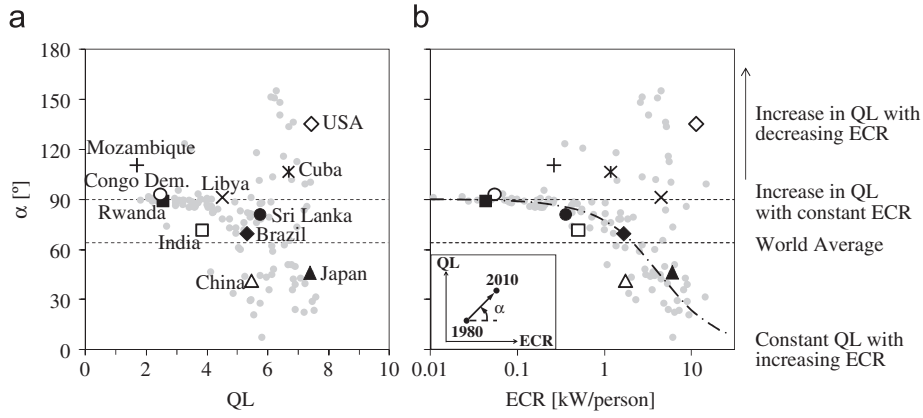 a
b
α [º]
180
150
120
90
60
30
0
0
2
4
6
8
10
QL
Mozambique
Congo Dem.
Rwanda
Libya
India
China
USA
Cuba
Sri Lanka
Brazil
Japan
0.01
0.1
1
10
ECR [kW/person]
QL
2010
α
1980
ECR
Increase in QL with
decreasing ECR
Increase in QL
with constant ECR
World Average
Constant QL with
increasing ECR